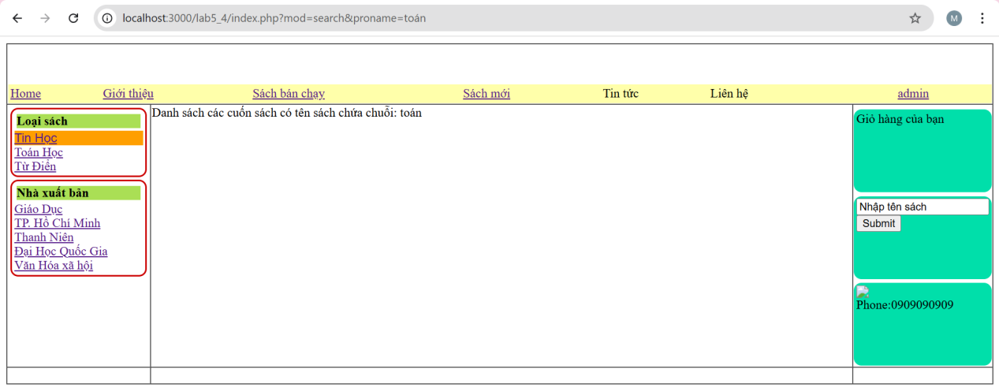 localhost:3000/lab5_4/index.php?mod=search&proname=toán
M
Home Giới thiệu Sách bán chạy Sách mới Tin tức Liên hệ admin
Loại sách
Tin Học
Toán Học
Từ Điển
Nhà xuất bản
Giáo Dục
TP. Hồ Chí Minh
Thanh Niên
Đại Học Quốc Gia
Văn Hóa xã hội
Danh sách các cuốn sách có tên sách chứa chuỗi: toán
Giỏ hàng của bạn
Nhập tên sách
Submit
Phone:0909090909